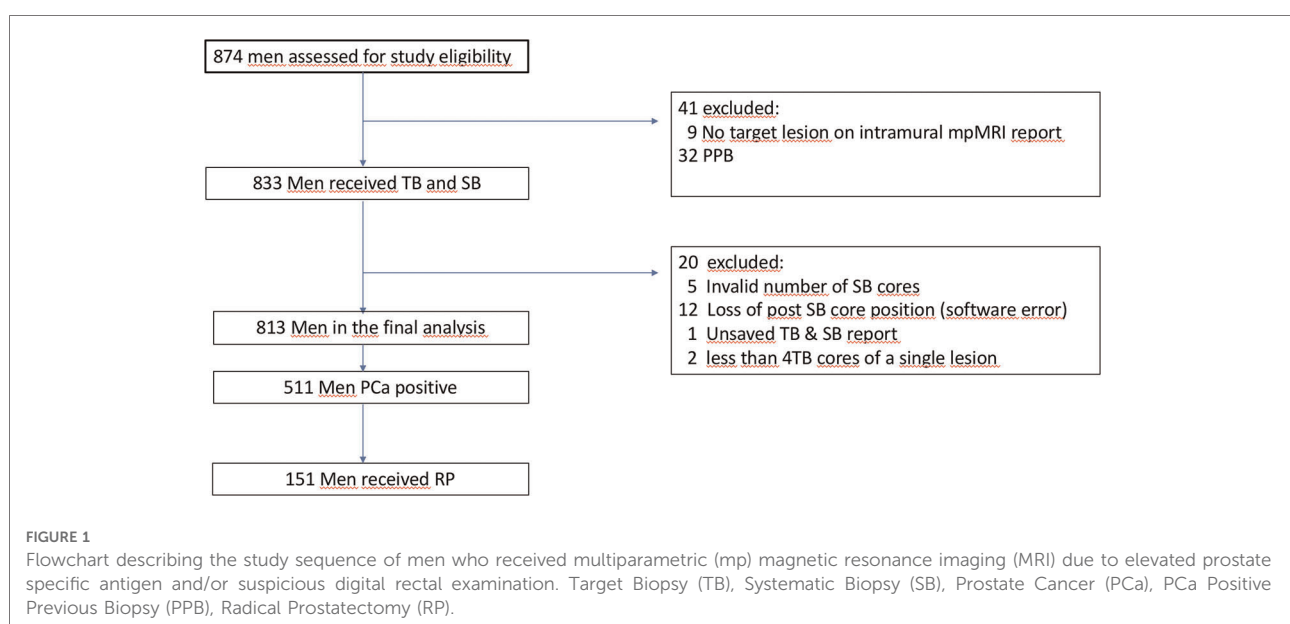 874 men assessed for study eligibility
41 excluded:
9 No target lesion on intramural mpMRI report
32 PPB
833 Men received TB and SB
20 excluded:
5 Invalid number of SB cores
12 Loss of post SB core position (software error)
1 Unsaved TB & SB report
2 less than 4TB cores of a single lesion
813 Men in the final analysis
511 Men PCa positive
151 Men received RP
FIGURE 1
Flowchart describing the study sequence of men who received multiparametric (mp) magnetic resonance imaging (MRI) due to elevated prostate
specific antigen and/or suspicious digital rectal examination. Target Biopsy (TB), Systematic Biopsy (SB), Prostate Cancer (PCa), PCa Positive
Previous Biopsy (PPB), Radical Prostatectomy (RP).